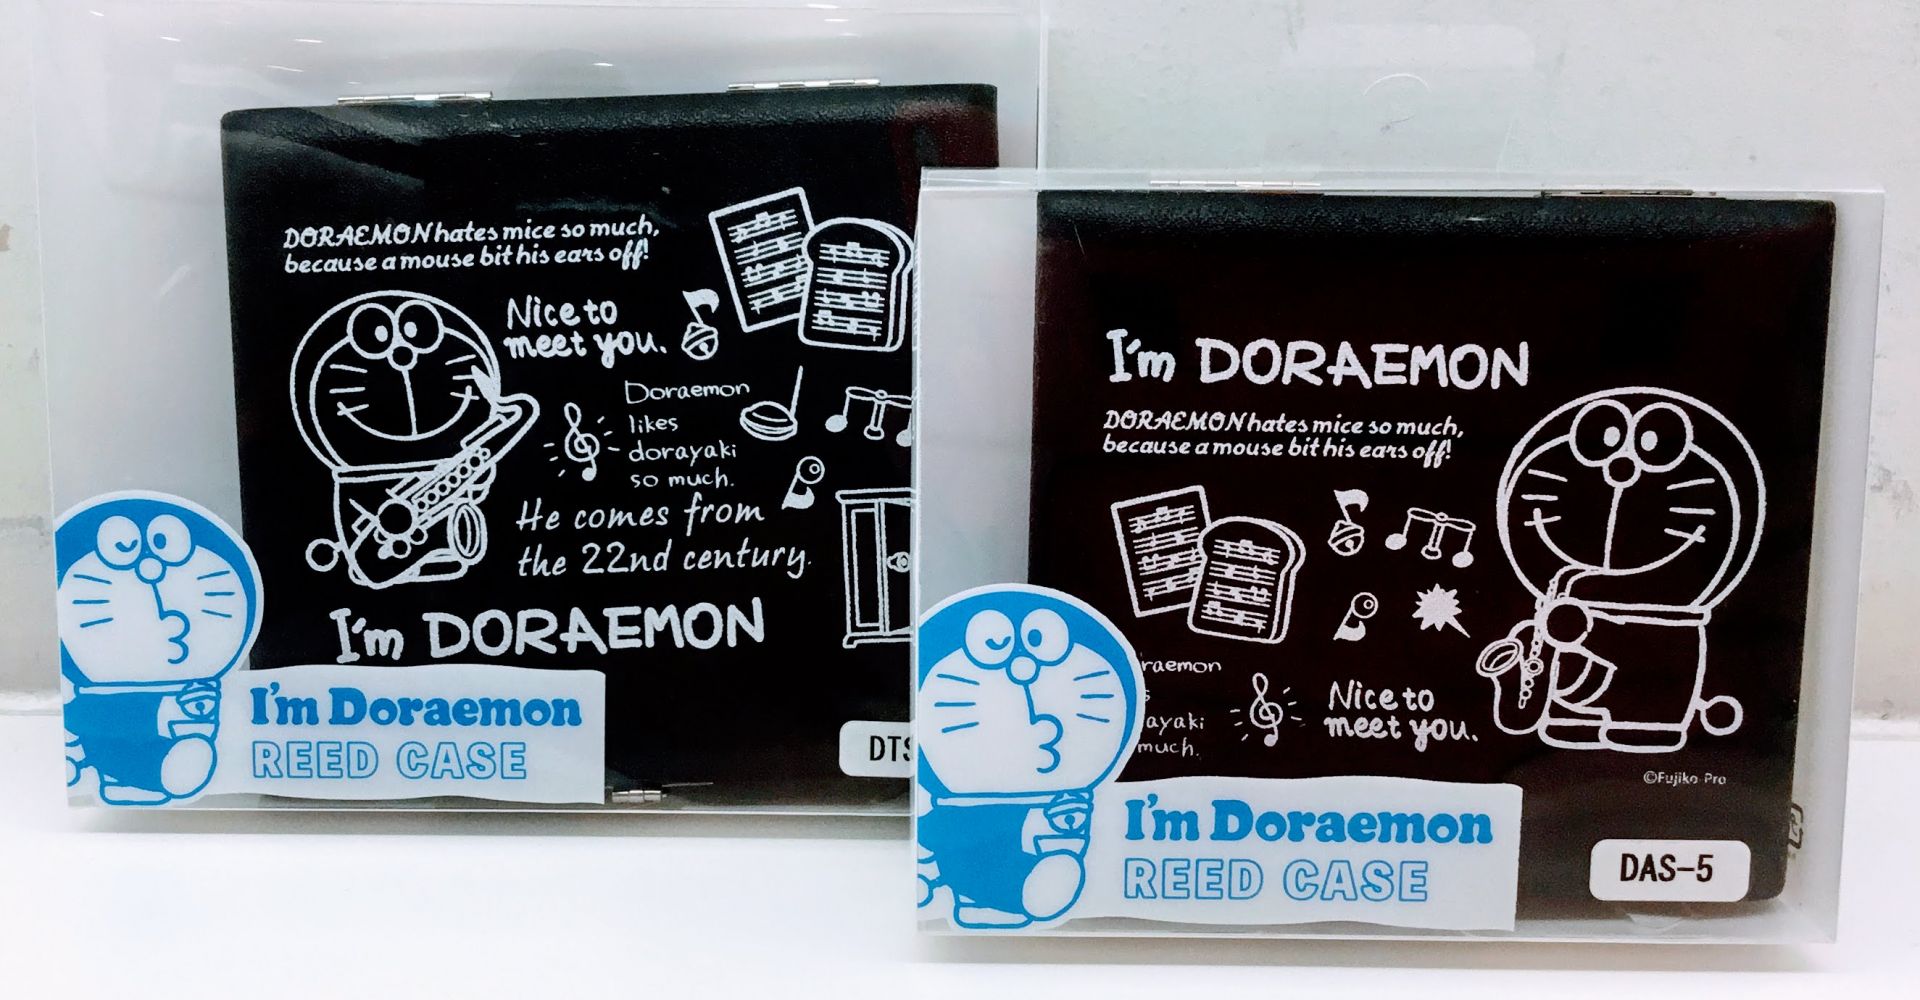 DORAEMON hates mice so much,
because a mouse bit his ears off!
Nice to
meet you.
Doraemon
likes
dorayaki
so much.
He comes from
the 22nd century.
I'm DORAEMON
I'm Doraemon
REED CASE
I'm DORAEMON
DORAEMON hates mice so much,
because a mouse bit his ears off!
Nice to
meet you.
much.
©Fujiko-Pro
I'm Doraemon
REED CASE
DAS-5